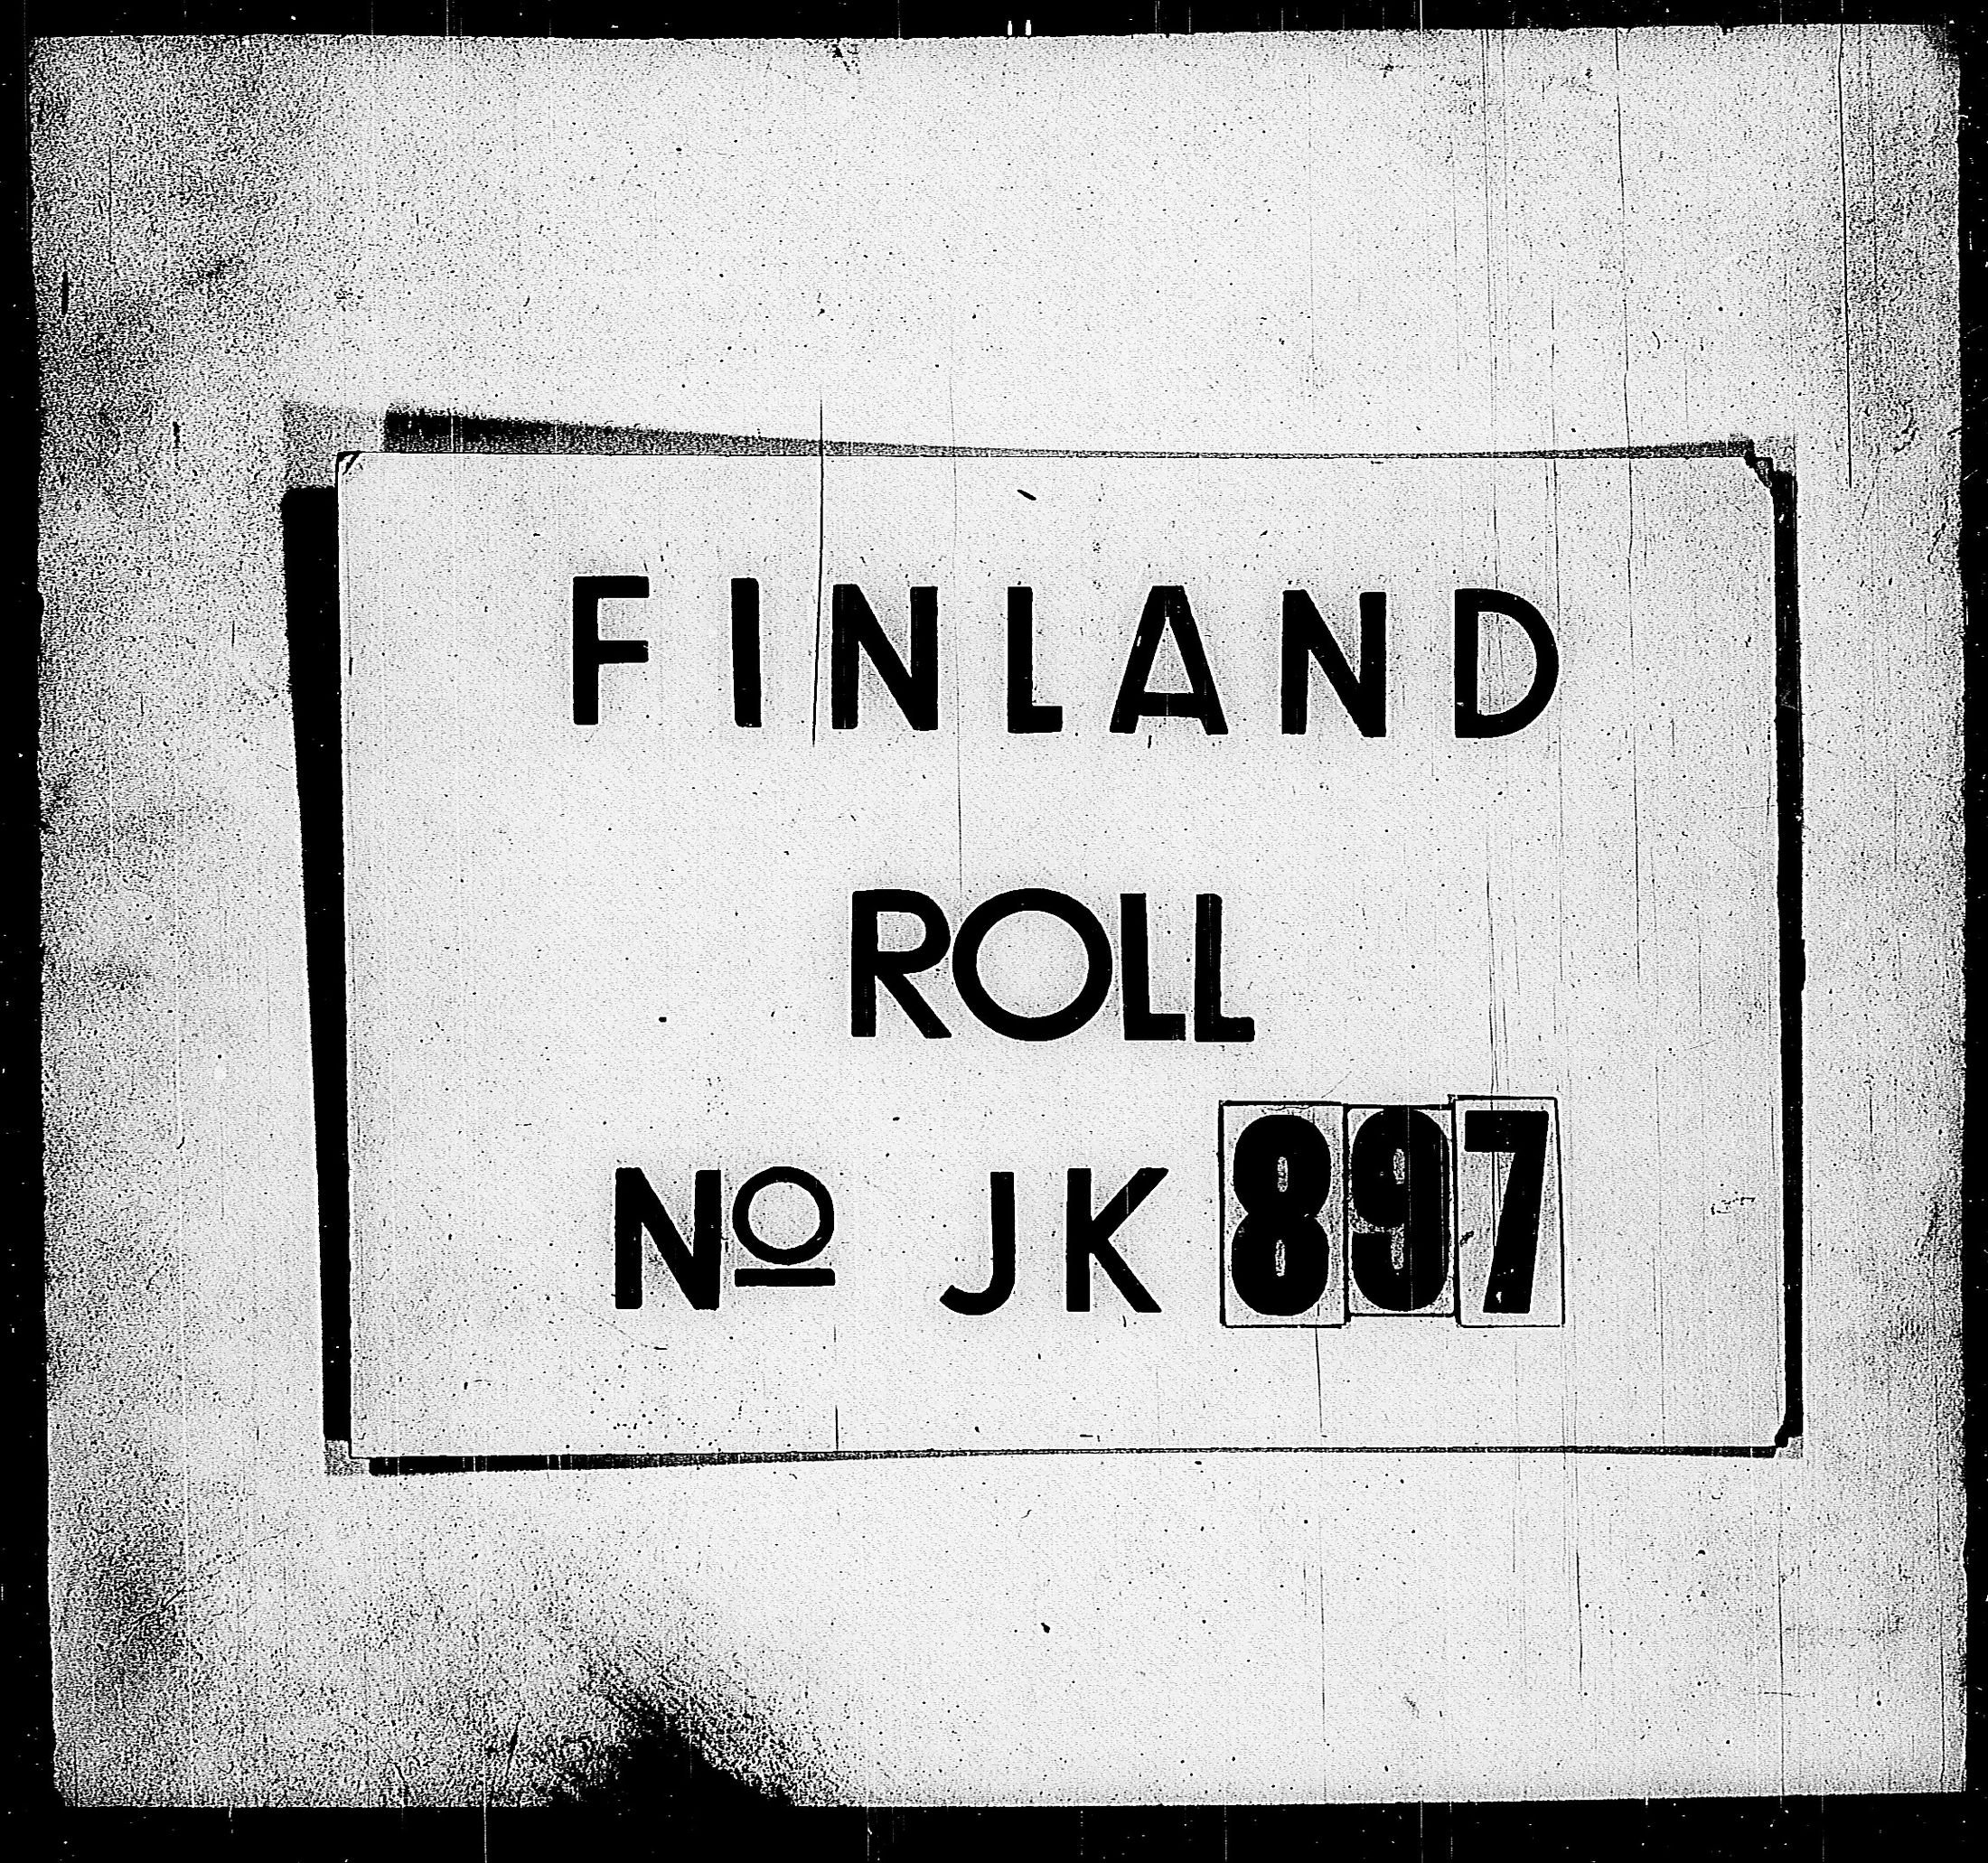 FINLAND
ROLL
Nº JK 897